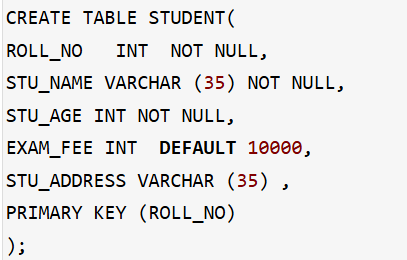 CREATE TABLE STUDENT(
ROLL_NO   INT  NOT NULL,
STU_NAME VARCHAR (35) NOT NULL,
STU_AGE INT NOT NULL,
EXAM_FEE INT  DEFAULT 10000,
STU_ADDRESS VARCHAR (35) ,
PRIMARY KEY (ROLL_NO)
);